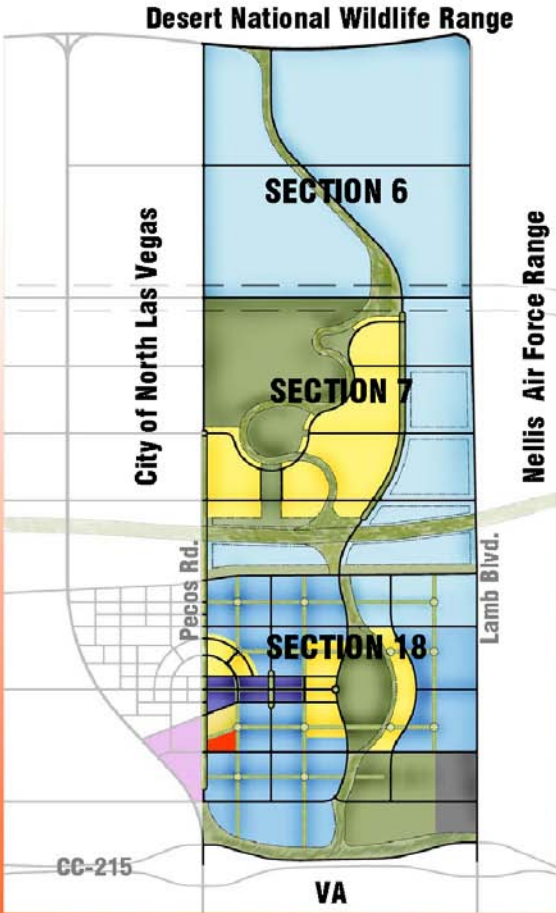 Desert National Wildlife Range
SECTION 6
City of North Las Vegas
Nellis Air Force Range
SECTION 7
Pecos Rd.
Lamb Blvd.
SECTION 18
CC-215
VA